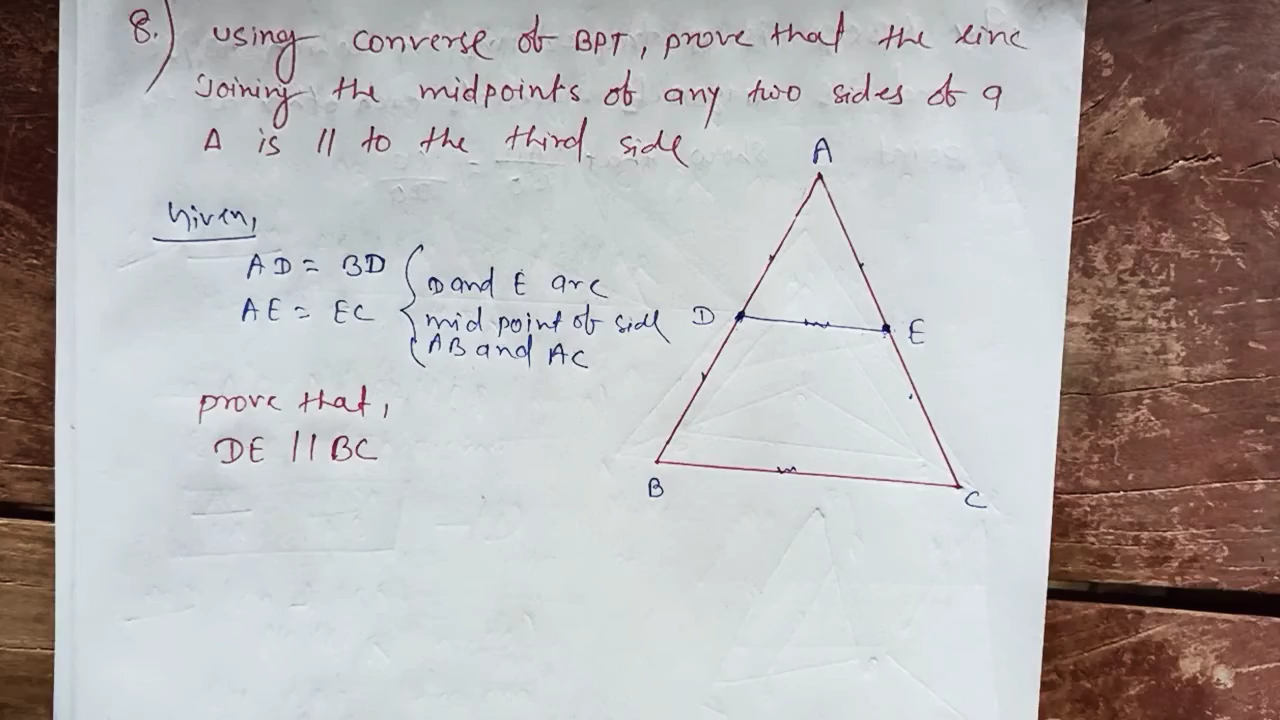 8.) using converse of BPT, prove that the line
Joining the midpoints of any two sides of a
Δ is || to the third side
A
Given,
AD = BD { D and E are
AE = EC { mid point of side
{ AB and AC
D
E
prove that,
DE || BC
B
C